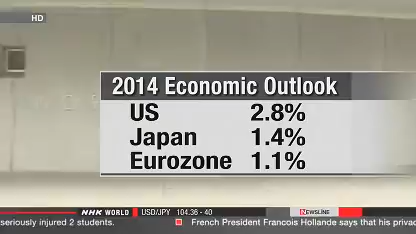 HD
2014 Economic Outlook
US 2.8%
Japan 1.4%
Eurozone 1.1%
NHK WORLD USD/JPY 104.36 - 40 NEWSLINE
seriously injured 2 students. French President Francois Hollande says that his privac